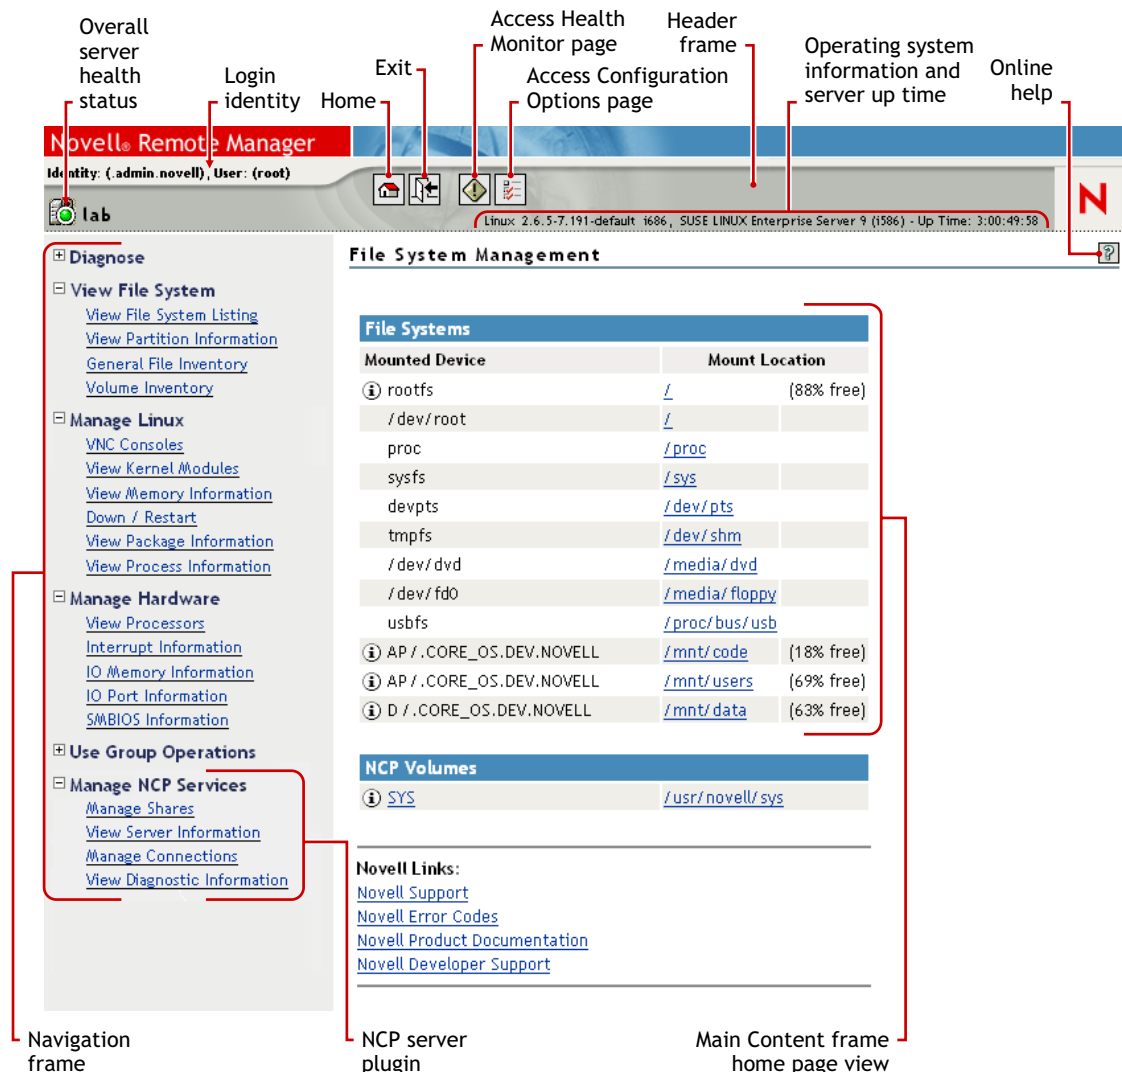 Overall
server
health
status
Login
identity
Home
Exit
Access Health
Monitor page
Access Configuration
Options page
Header
frame
Operating system
information and
server up time
Online
help
Novell® Remote Manager
Identity: (.admin.novell), User: (root)
lab
Linux 2.6.5-7.191-default i686, SUSE LINUX Enterprise Server 9 (i586) - Up Time: 3:00:49:58
N
Diagnose
View File System
View File System Listing
View Partition Information
General File Inventory
Volume Inventory
Manage Linux
VNC Consoles
View Kernel Modules
View Memory Information
Down / Restart
View Package Information
View Process Information
Manage Hardware
View Processors
Interrupt Information
IO Memory Information
IO Port Information
SMBIOS Information
Use Group Operations
Manage NCP Services
Manage Shares
View Server Information
Manage Connections
View Diagnostic Information
File System Management
?
File Systems
Mounted Device Mount Location
rootfs / (88% free)
/dev/root /
proc /proc
sysfs /sys
devpts /dev/pts
tmpfs /dev/shm
/dev/dvd /media/dvd
/dev/fd0 /media/floppy
usbfs /proc/bus/usb
AP/.CORE_OS.DEV.NOVELL /mnt/code (18% free)
AP/.CORE_OS.DEV.NOVELL /mnt/users (69% free)
D/.CORE_OS.DEV.NOVELL /mnt/data (63% free)
NCP Volumes
SYS /usr/novell/sys
Novell Links:
Novell Support
Novell Error Codes
Novell Product Documentation
Novell Developer Support
Navigation
frame
NCP server
plugin
Main Content frame
home page view